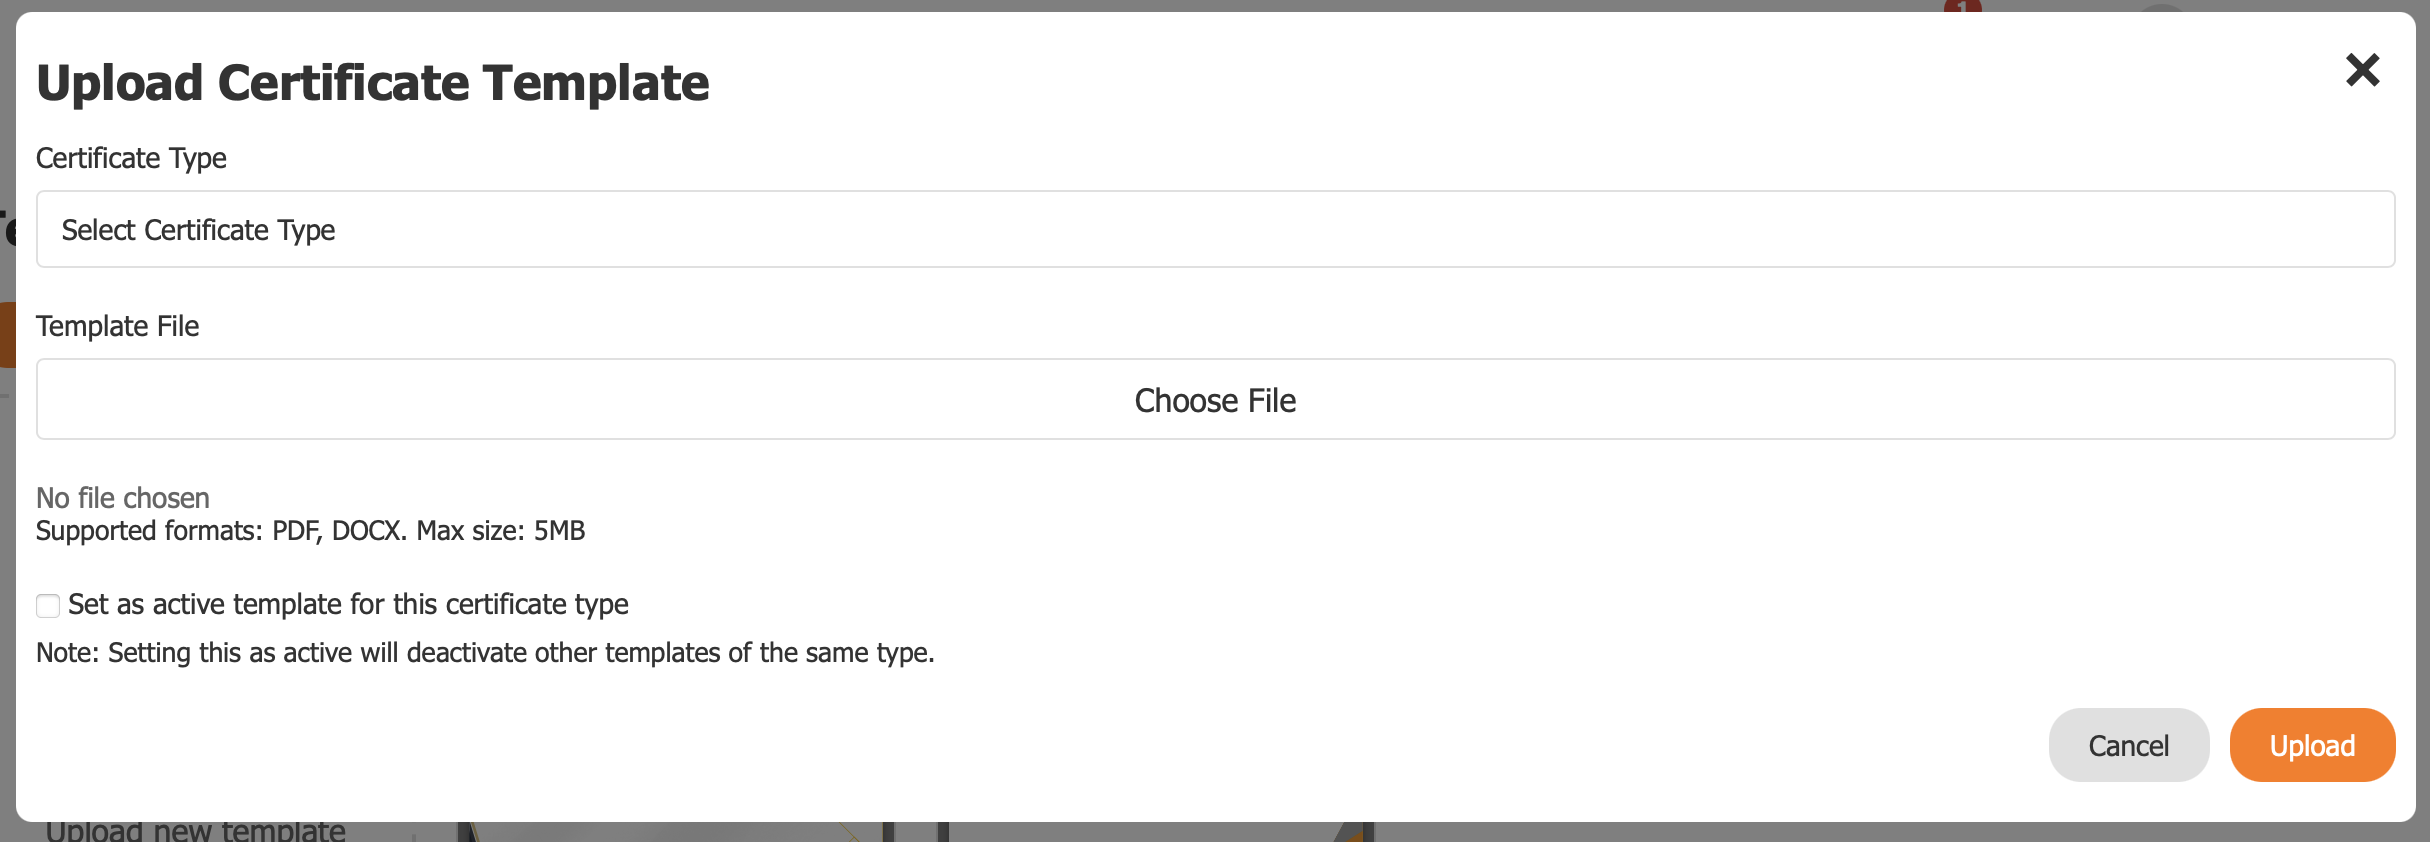 1
Upload Certificate Template
Certificate Type
Select Certificate Type
Template File
Choose File
No file chosen
Supported formats: PDF, DOCX. Max size: 5MB
Set as active template for this certificate type
Note: Setting this as active will deactivate other templates of the same type.
Cancel
Upload
Upload new template